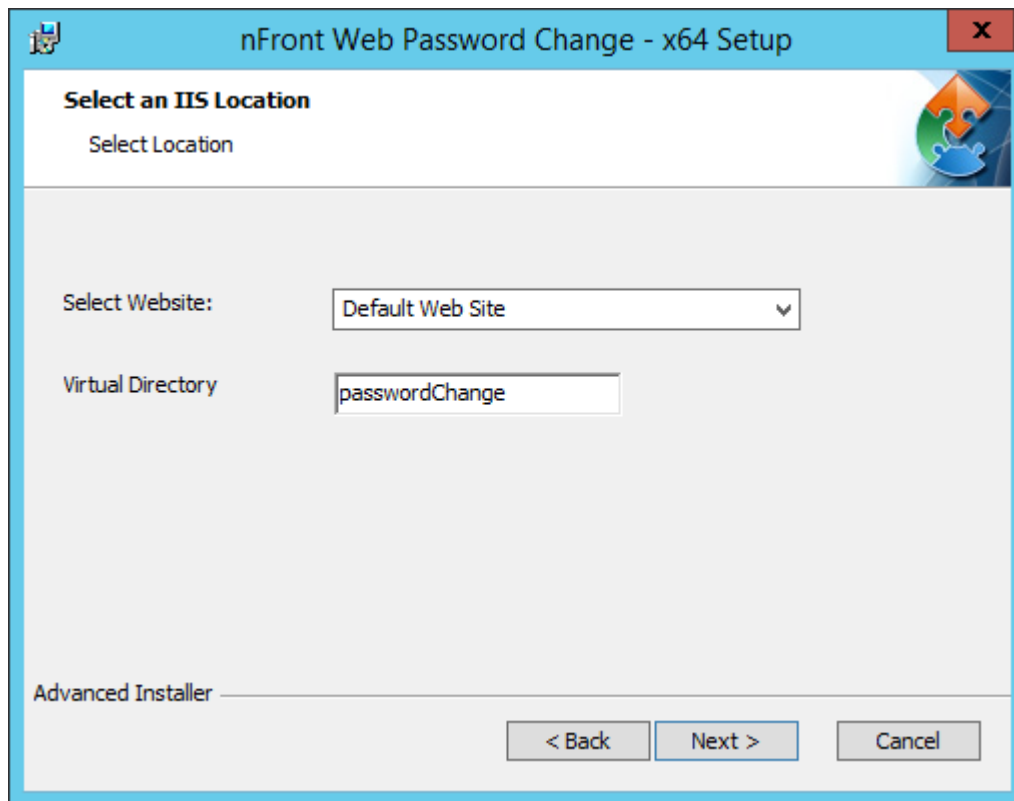 nFront Web Password Change - x64 Setup
x
Select an IIS Location
Select Location
Select Website:
Default Web Site
Virtual Directory
passwordChange
Advanced Installer
< Back
Next >
Cancel